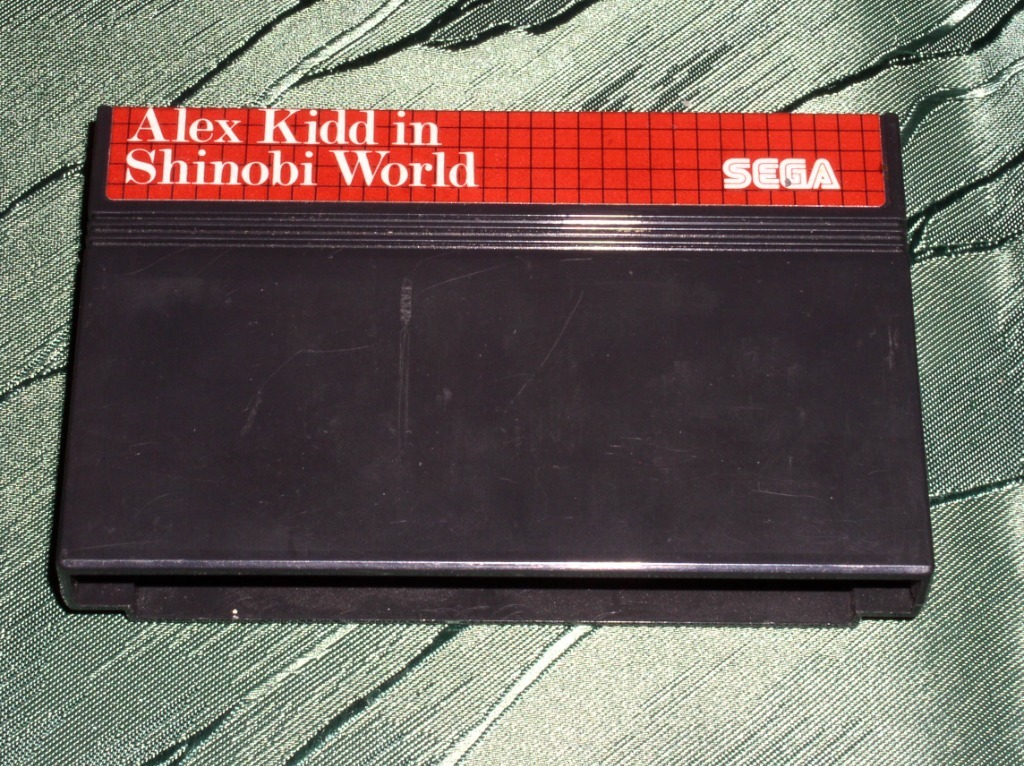 Alex Kidd in
Shinobi World
SEGA